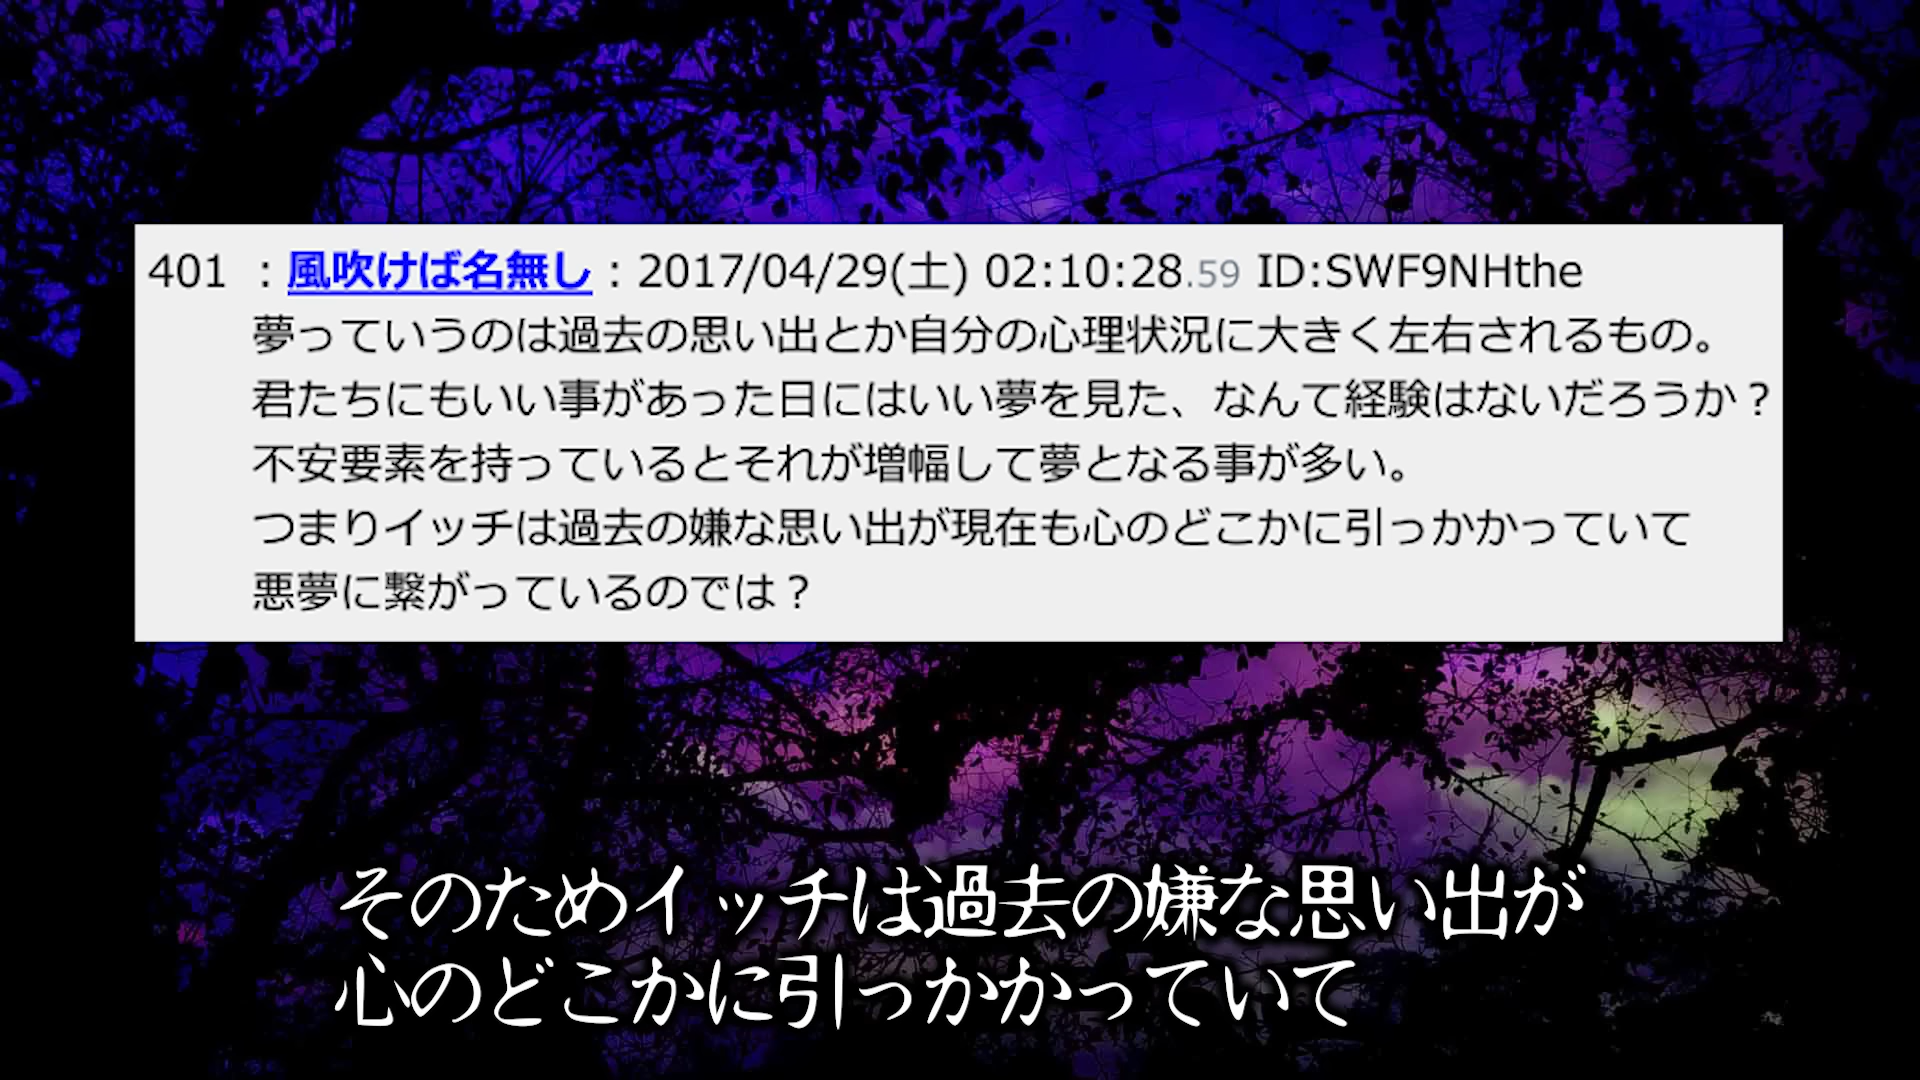 401 ：風吹けば名無し：2017/04/29(土) 02:10:28.59 ID:SWF9NHthe
夢っていうのは過去の思い出とか自分の心理状況に大きく左右されるもの。
君たちにもいい事があった日にはいい夢を見た、なんて経験はないだろうか？
不安要素を持っているとそれが増幅して夢となる事が多い。
つまりイッチは過去の嫌な思い出が現在も心のどこかに引っかかっていて
悪夢に繋がっているのでは？
そのためイッチは過去の嫌な思い出が
心のどこかに引っかかっていて